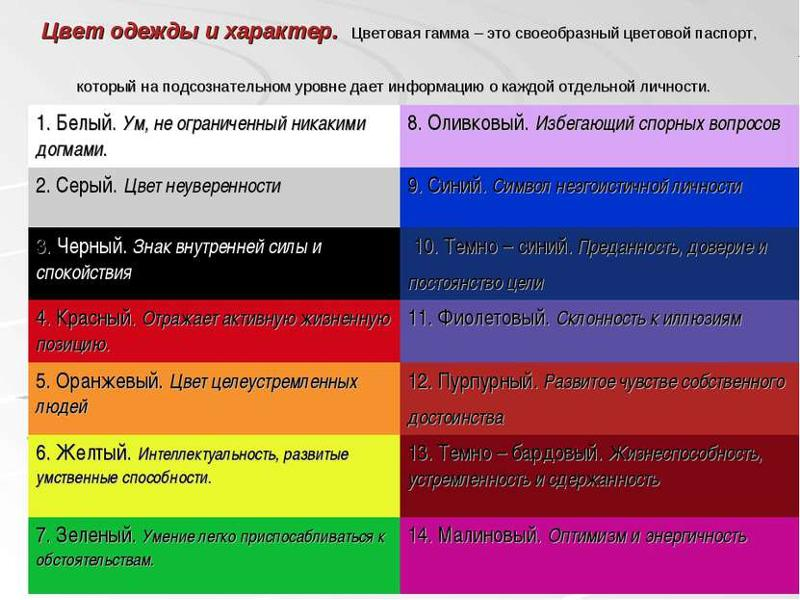 Цвет одежды и характер. Цветовая гамма – это своеобразный цветовой паспорт,
который на подсознательном уровне дает информацию о каждой отдельной личности.
1. Белый. Ум, не ограниченный никакими
догмами.
8. Оливковый. Избегающий спорных вопросов
2. Серый. Цвет неуверенности
9. Синий. Символ неэгоистичной личности
3. Черный. Знак внутренней силы и
спокойствия
10. Темно – синий. Преданность, доверие и
постоянство цели
4. Красный. Отражает активную жизненную
позицию.
11. Фиолетовый. Склонность к иллюзиям
5. Оранжевый. Цвет целеустремленных
людей
12. Пурпурный. Развитое чувстве собственного
достоинства
6. Желтый. Интеллектуальность, развитые
умственные способности.
13. Темно – бардовый. Жизнеспособность,
устремленность и сдержанность
7. Зеленый. Умение легко приспосабливаться к
обстоятельствам.
14. Малиновый. Оптимизм и энергичность